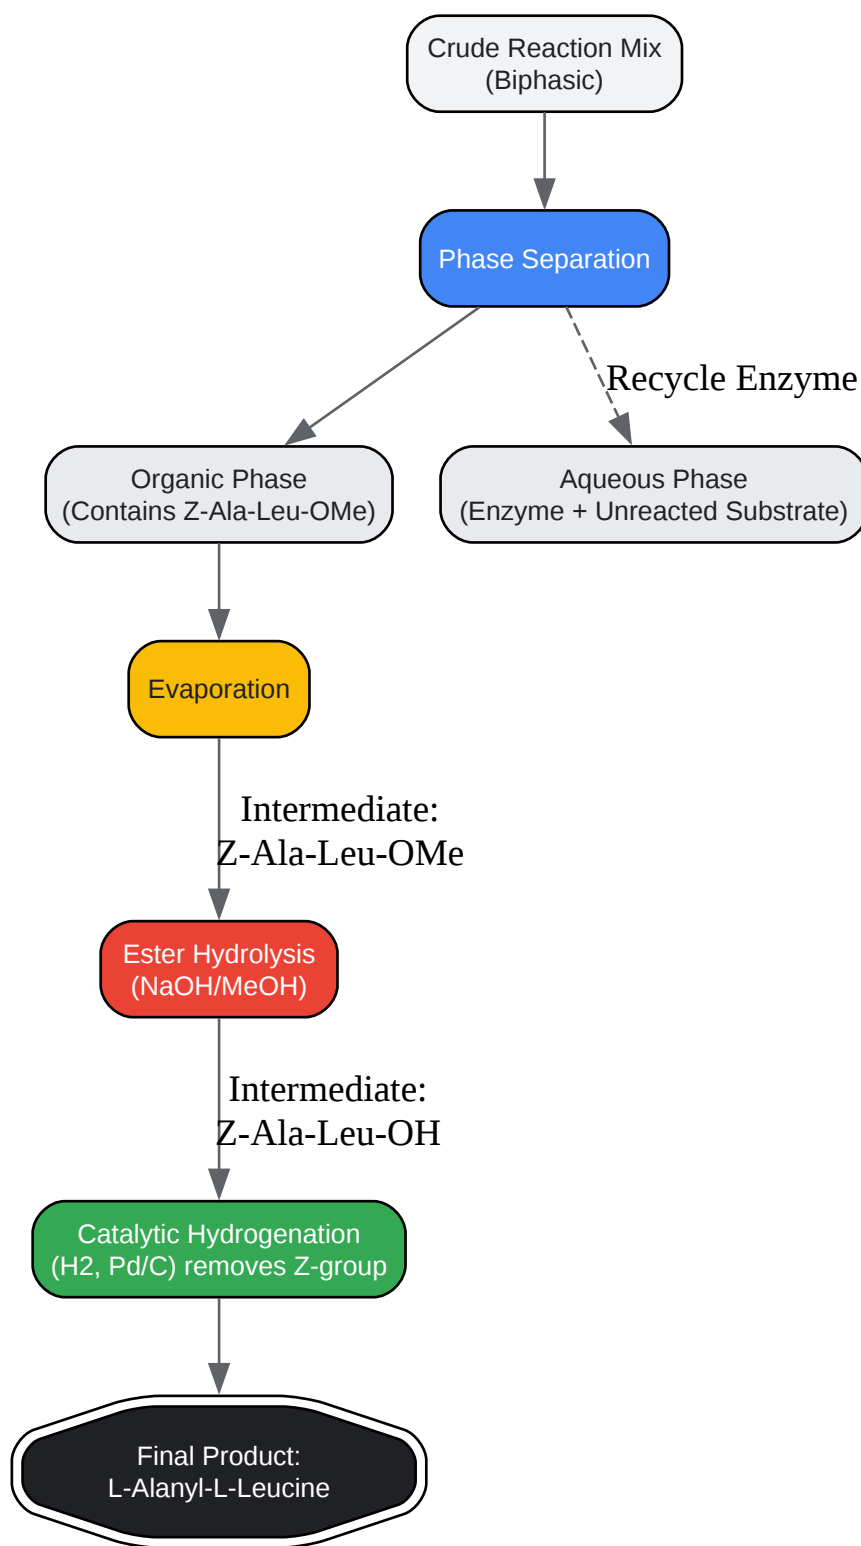 Crude Reaction Mix
(Biphasic)
Phase Separation
Recycle Enzyme
Organic Phase
(Contains Z-Ala-Leu-OMe)
Aqueous Phase
(Enzyme + Unreacted Substrate)
Evaporation
Intermediate:
Z-Ala-Leu-OMe
Ester Hydrolysis
(NaOH/MeOH)
Intermediate:
Z-Ala-Leu-OH
Catalytic Hydrogenation
(H2, Pd/C) removes Z-group
Final Product:
L-Alanyl-L-Leucine